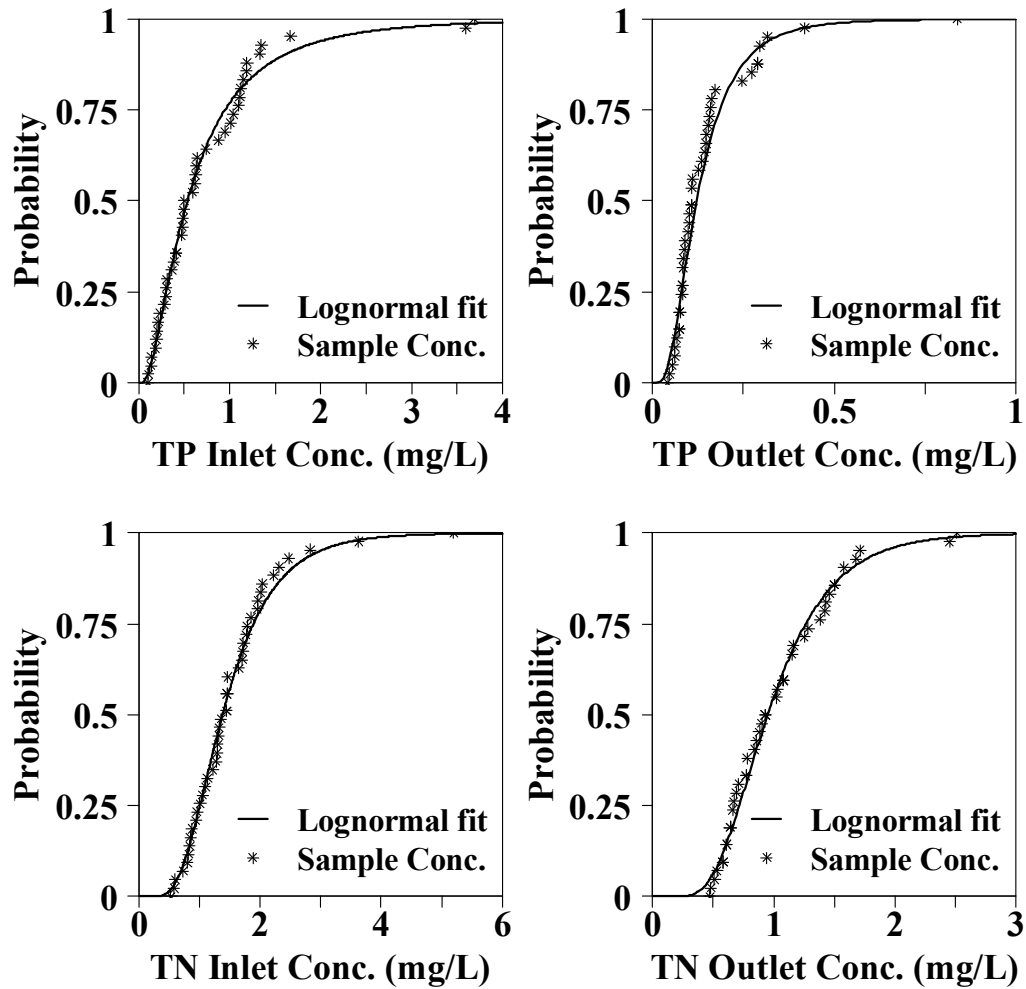 1
0.75
0.5
0.25
0
Probability
Lognormal fit
Sample Conc.
0 1 2 3 4
TP Inlet Conc. (mg/L)
1
0.75
0.5
0.25
0
Probability
Lognormal fit
Sample Conc.
0 0.5 1
TP Outlet Conc. (mg/L)
1
0.75
0.5
0.25
0
Probability
Lognormal fit
Sample Conc.
0 2 4 6
TN Inlet Conc. (mg/L)
1
0.75
0.5
0.25
0
Probability
Lognormal fit
Sample Conc.
0 1 2 3
TN Outlet Conc. (mg/L)